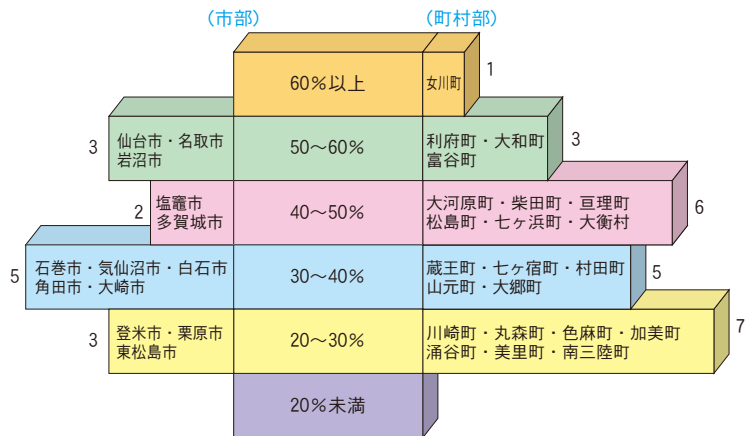 (市部) (町村部)
60%以上 女川町 1
3 仙台市・名取市 50～60% 利府町・大和町 3
岩沼市 富谷町
2 塩竈市 40～50% 大河原町・柴田町・亘理町 6
多賀城市 松島町・七ヶ浜町・大衡村
5 石巻市・気仙沼市・白石市 30～40% 蔵王町・七ヶ宿町・村田町 5
角田市・大崎市 山元町・大郷町
3 登米市・栗原市 20～30% 川崎町・丸森町・色麻町・加美町 7
東松島市 涌谷町・美里町・南三陸町
20%未満